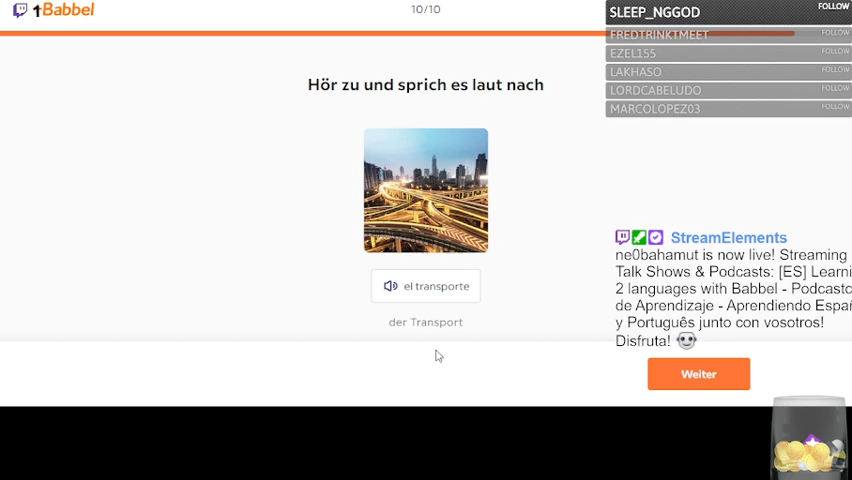 Babbel
10/10
SLEEP_NGGOD FOLLOW
FREDTRINKTMEET FOLLOW
EZEL155 FOLLOW
LAKHASO FOLLOW
LORDCABELUDO FOLLOW
MARCOLOPEZ03 FOLLOW
Hör zu und sprich es laut nach
el transporte
der Transport
StreamElements
ne0bahamut is now live! Streaming
Talk Shows & Podcasts: [ES] Learni
2 languages with Babbel - Podcastc
de Aprendizaje - Aprendiendo Espai
y Português junto con vosotros!
Disfruta!
Weiter